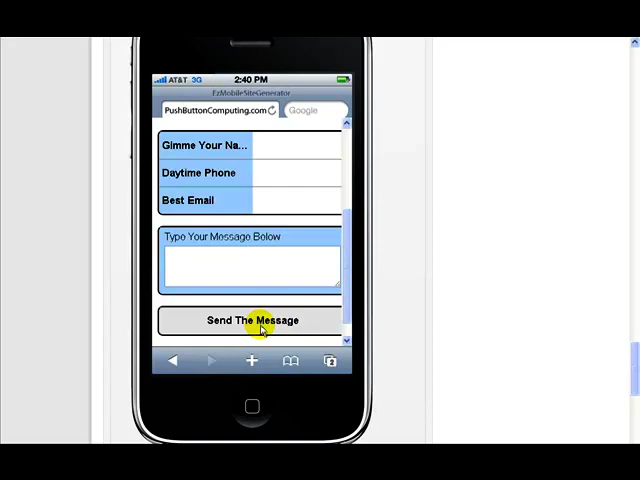 AT&T 3G 2:40 PM
EzMobileSiteGenerator
PushButtonComputing.com Google
Gimme Your Na...
Daytime Phone
Best Email
Type Your Message Below
Send The Message
2